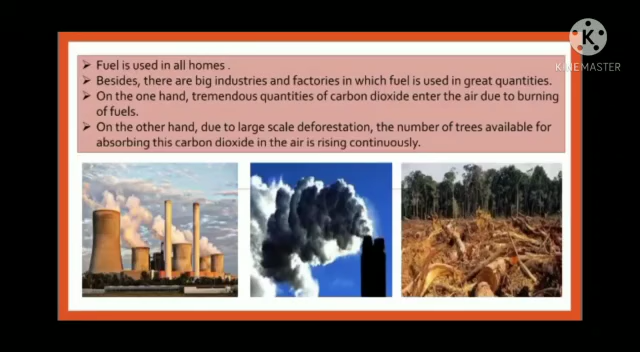 ➢ Fuel is used in all homes .
➢ Besides, there are big industries and factories in which fuel is used in great quantities.
➢ On the one hand, tremendous quantities of carbon dioxide enter the air due to burning
of fuels.
➢ On the other hand, due to large scale deforestation, the number of trees available for
absorbing this carbon dioxide in the air is rising continuously.
K
KINEMASTER